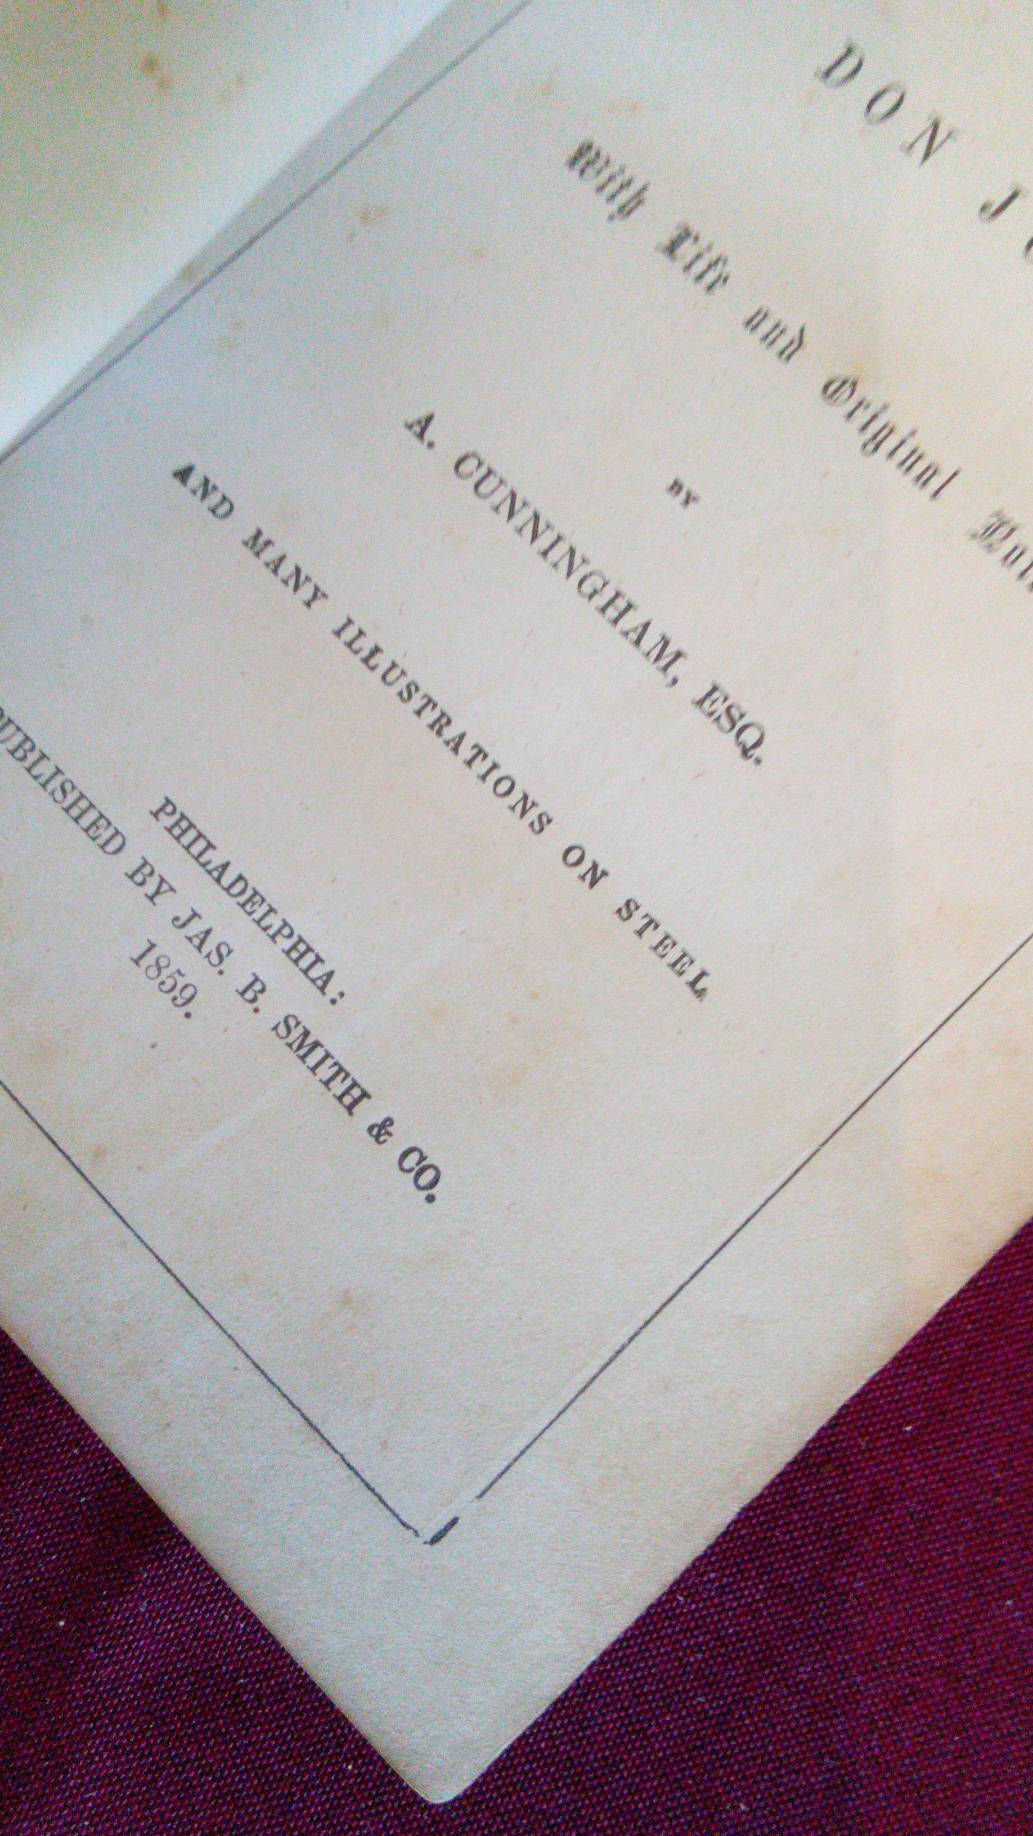 DON J
With Life and Original
BY
A. CUNNINGHAM, ESQ.
AND MANY ILLUSTRATIONS ON STEEL.
PHILADELPHIA:
PUBLISHED BY JAS. B. SMITH & CO.
1859.